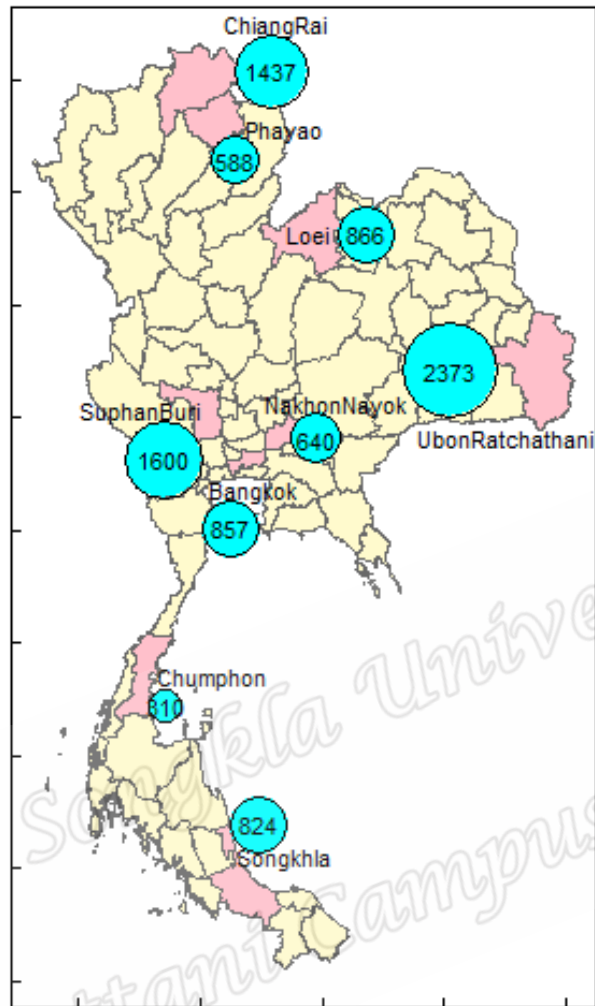 ChiangRai
1437
Phayao
588
Loei
866
2373
SuphanBuri
NakhonNayok
640
UbonRatchathani
1600
Bangkok
857
Chumphon
310
824
Songkhla
Songkla Unive
attani Campus